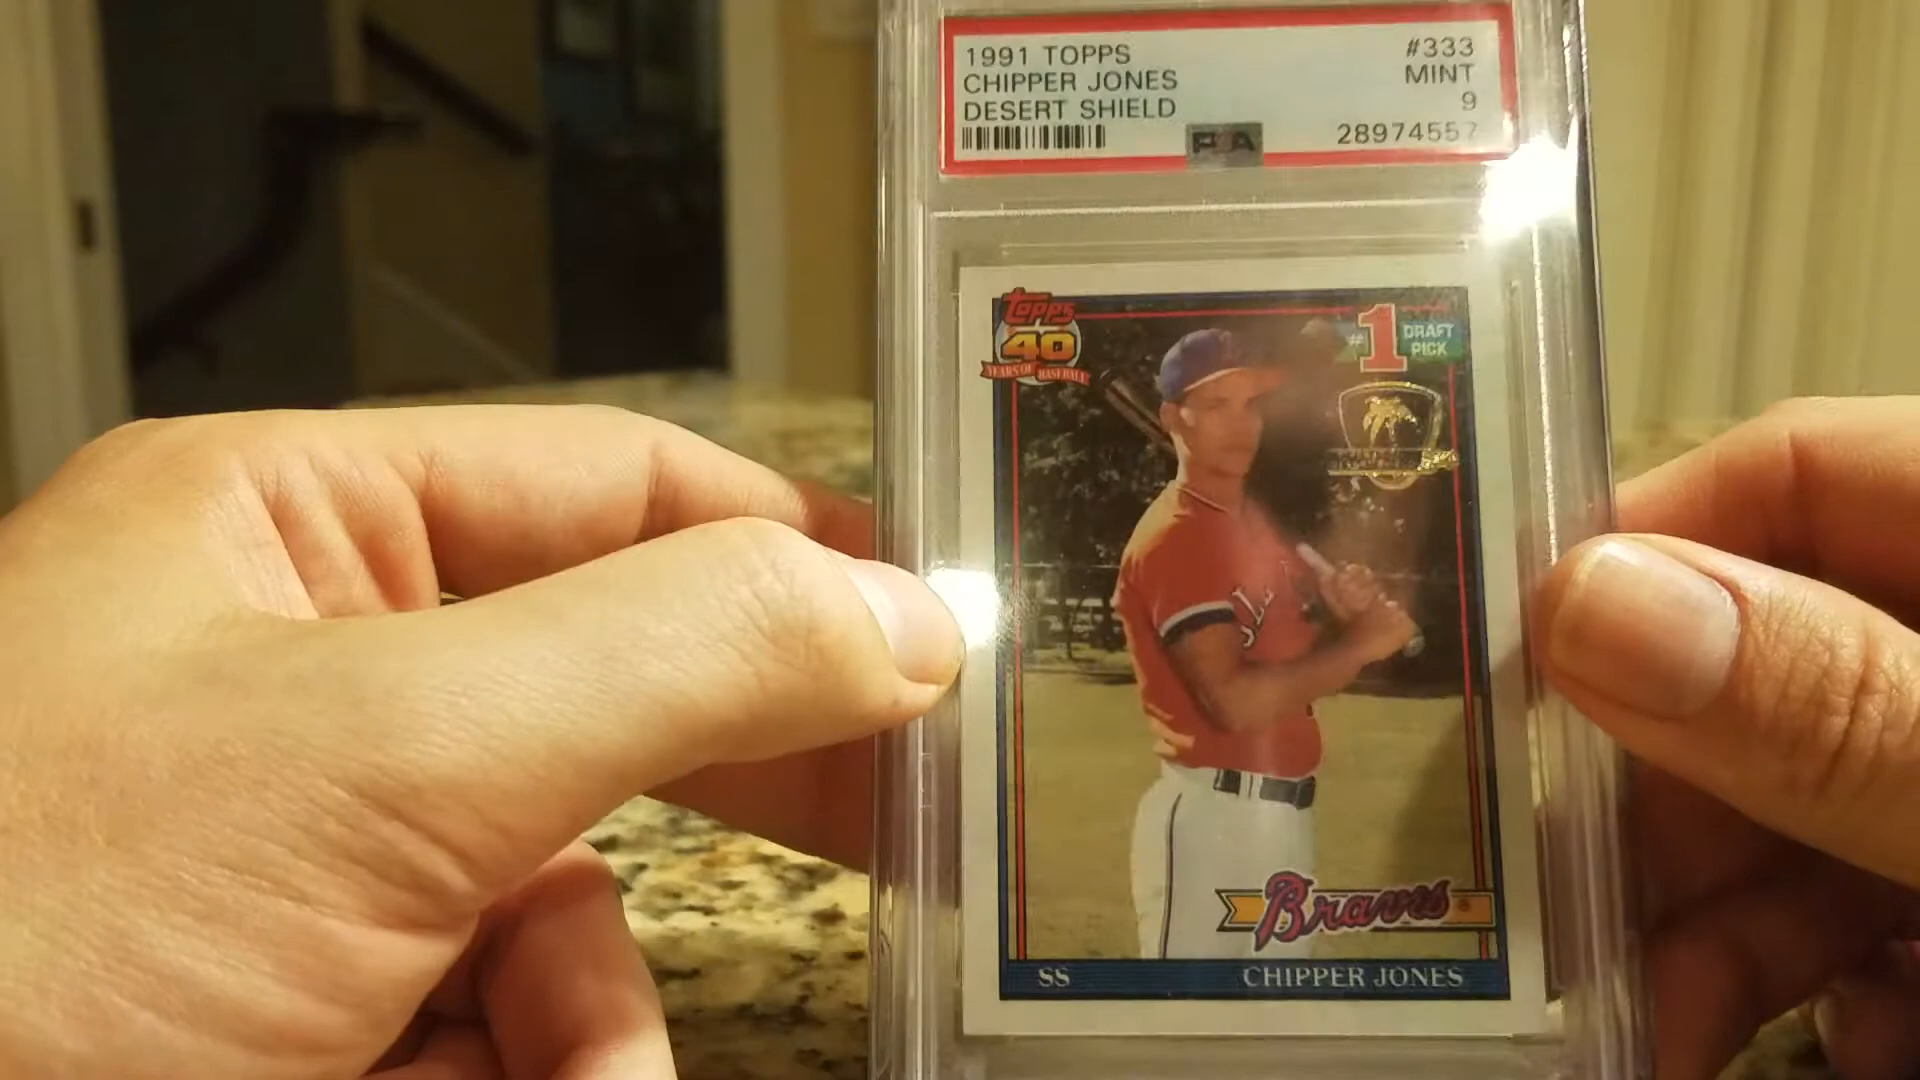 1991 TOPPS #333
CHIPPER JONES MINT
DESERT SHIELD 9
PSA 28974557
Topps
40
YEARS OF BASEBALL
#1 DRAFT
PICK
Braves
SS CHIPPER JONES